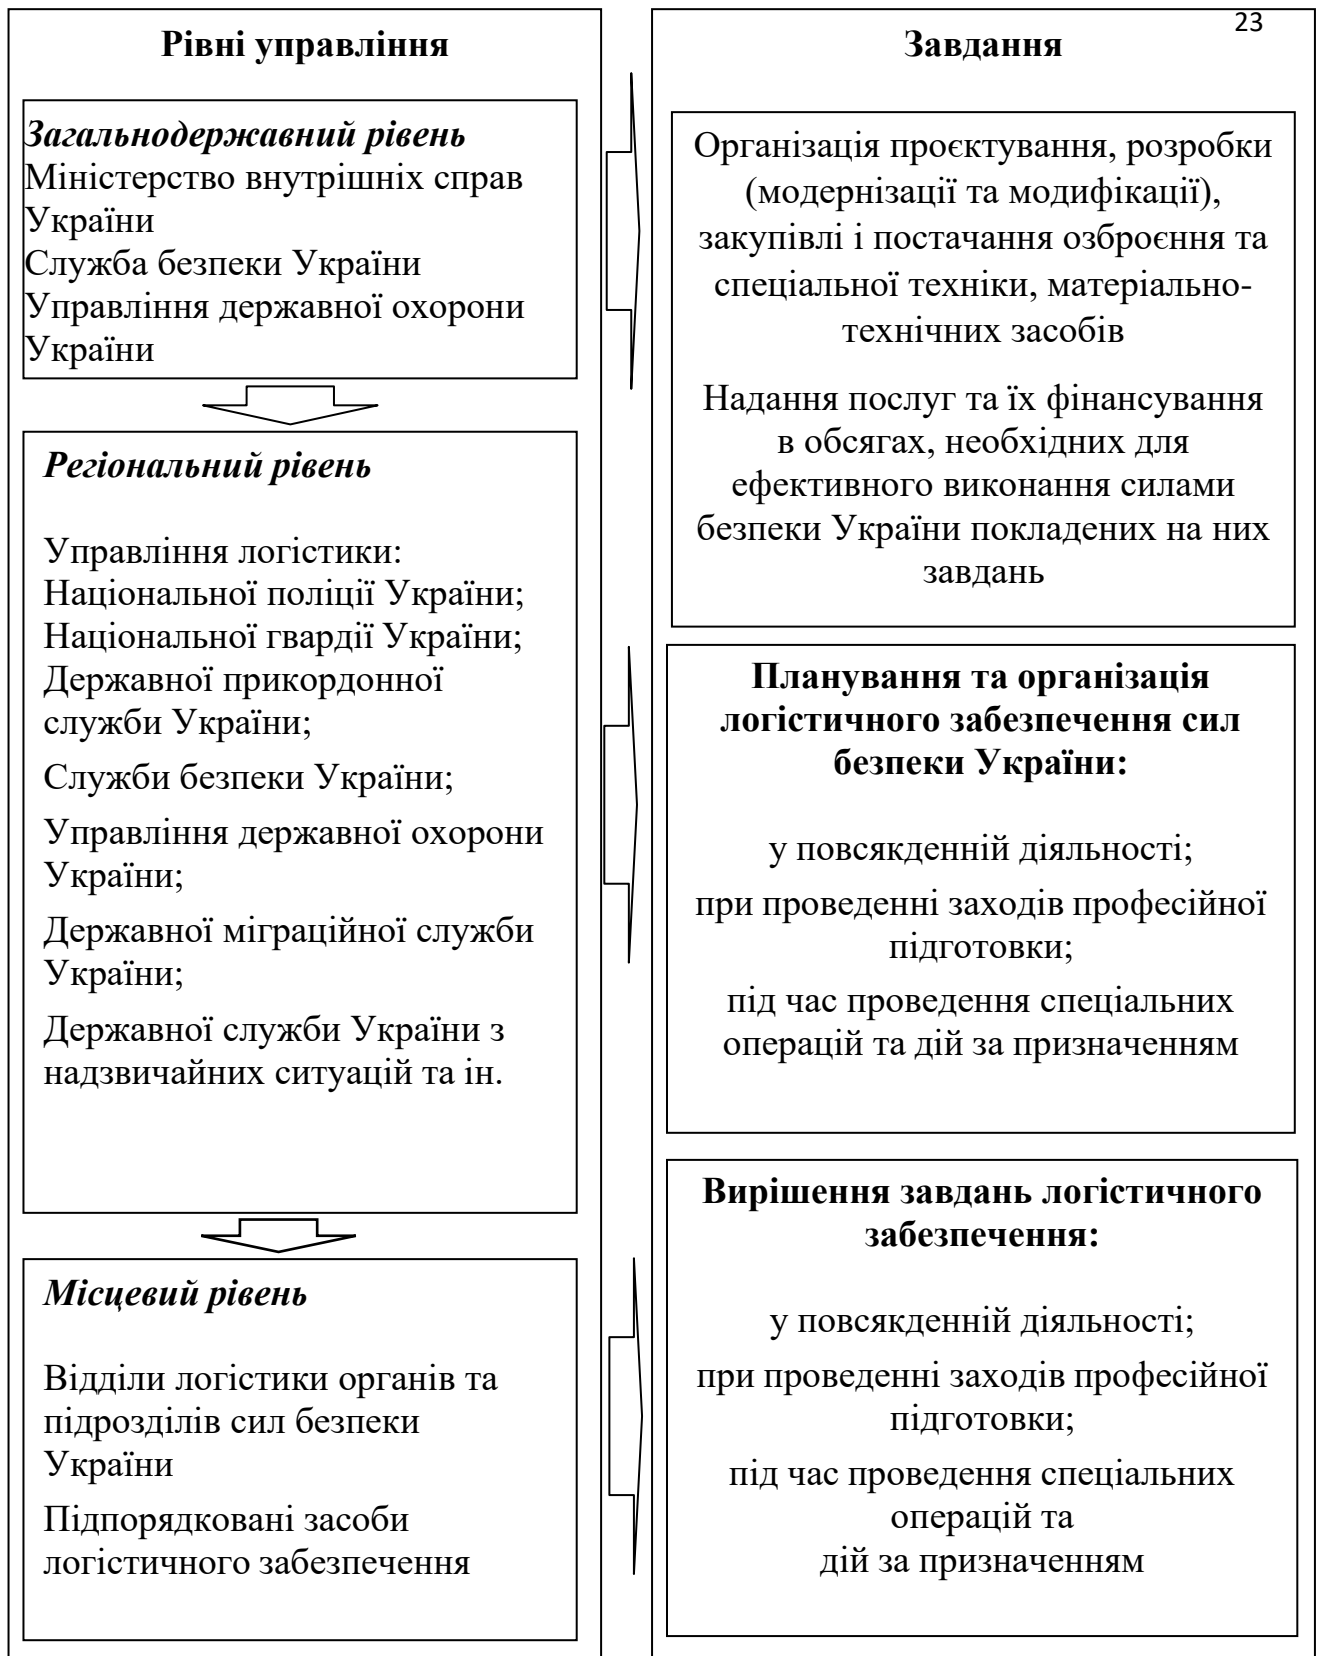 23
Рівні управління
Загальнодержавний рівень
Міністерство внутрішніх справ
України
Служба безпеки України
Управління державної охорони
України
Регіональний рівень
Управління логістики:
Національної поліції України;
Національної гвардії України;
Державної прикордонної
служби України;
Служби безпеки України;
Управління державної охорони
України;
Державної міграційної служби
України;
Державної служби України з
надзвичайних ситуацій та ін.
Місцевий рівень
Відділи логістики органів та
підрозділів сил безпеки
України
Підпорядковані засоби
логістичного забезпечення
Завдання
Організація проєктування, розробки
(модернізації та модифікації),
закупівлі і постачання озброєння та
спеціальної техніки, матеріально-
технічних засобів
Надання послуг та їх фінансування
в обсягах, необхідних для
ефективного виконання силами
безпеки України покладених на них
завдань
Планування та організація
логістичного забезпечення сил
безпеки України:
у повсякденній діяльності;
при проведенні заходів професійної
підготовки;
під час проведення спеціальних
операцій та дій за призначенням
Вирішення завдань логістичного
забезпечення:
у повсякденній діяльності;
при проведенні заходів професійної
підготовки;
під час проведення спеціальних
операцій та
дій за призначенням